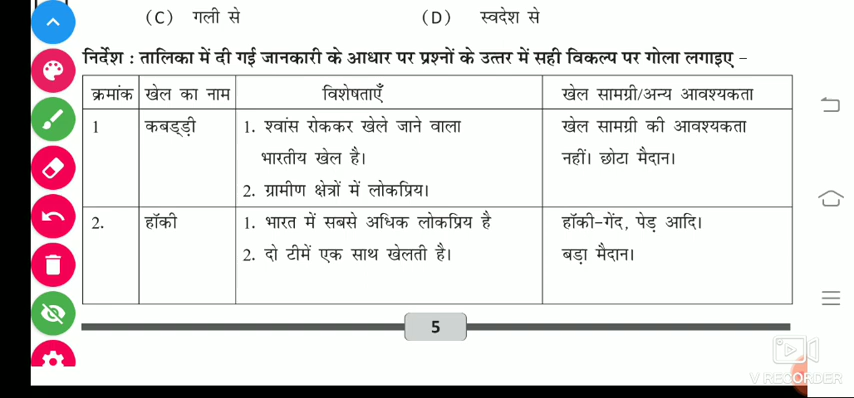 (C) गली से (D) स्वदेश से
निर्देश : तालिका में दी गई जानकारी के आधार पर प्रश्नों के उत्तर में सही विकल्प पर गोला लगाइए -
क्रमांक खेल का नाम विशेषताएँ खेल सामग्री/अन्य आवश्यकता
1 कबड्ड़ी 1. श्वांस रोककर खेले जाने वाला खेल सामग्री की आवश्यकता
भारतीय खेल है। नहीं। छोटा मैदान।
2. ग्रामीण क्षेत्रों में लोकप्रिय।
2. हॉकी 1. भारत में सबसे अधिक लोकप्रिय है हॉकी-गेंद, पेड़ आदि।
2. दो टीमें एक साथ खेलती है। बड़ा मैदान।
5
V RECORDER